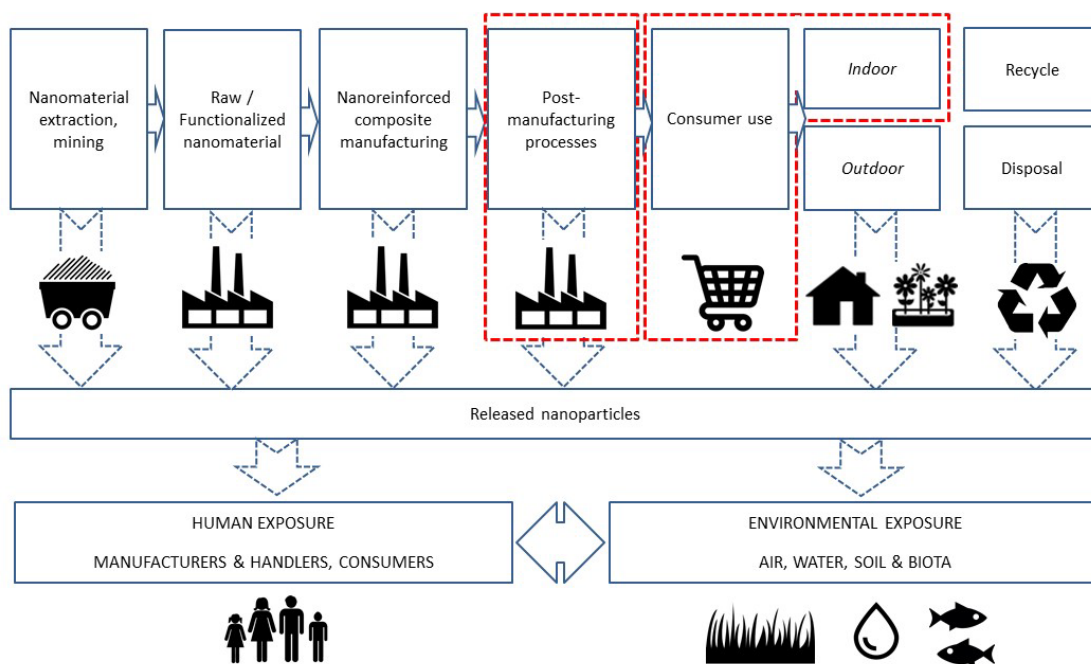 Nanomaterial
extraction,
mining
Raw /
Functionalized
nanomaterial
Nanoreinforced
composite
manufacturing
Post-
manufacturing
processes
Consumer use
Indoor
Outdoor
Recycle
Disposal
Released nanoparticles
HUMAN EXPOSURE
MANUFACTURERS & HANDLERS, CONSUMERS
ENVIRONMENTAL EXPOSURE
AIR, WATER, SOIL & BIOTA